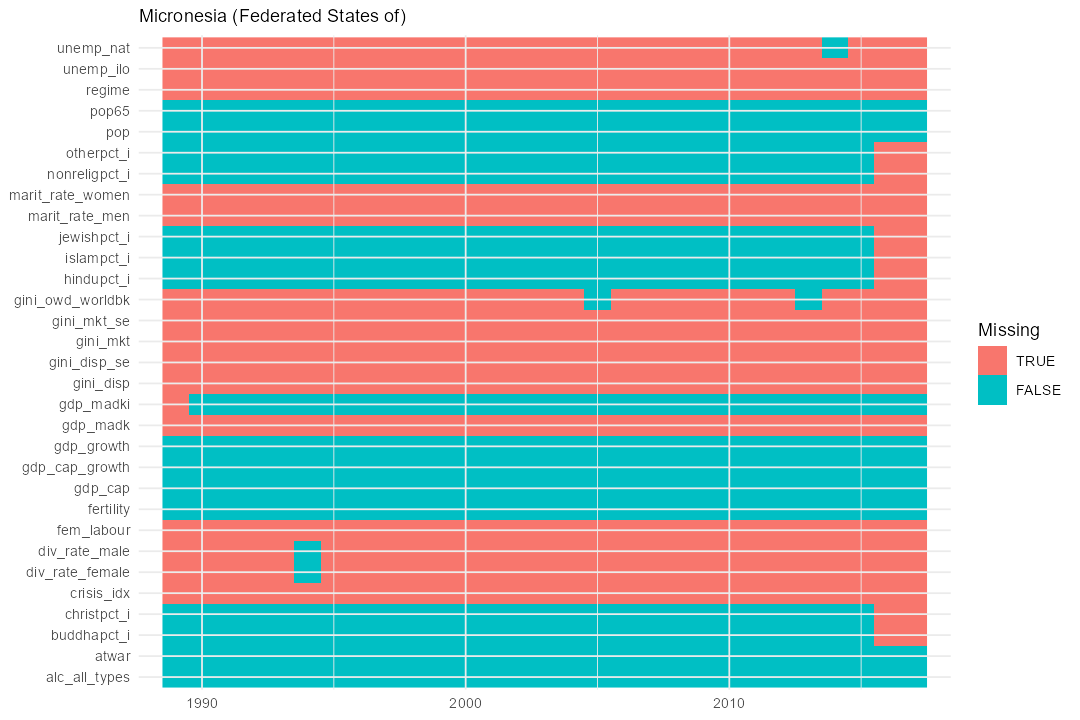 Micronesia (Federated States of)
unemp_nat
unemp_ilo
regime
pop65
pop
otherpct_i
nonreligpct_i
marit_rate_women
marit_rate_men
jewishpct_i
islampct_i
hindupct_i
gini_owd_worldbk
gini_mkt_se
gini_mkt
gini_disp_se
gini_disp
gdp_madki
gdp_madk
gdp_growth
gdp_cap_growth
gdp_cap
fertility
fem_labour
div_rate_male
div_rate_female
crisis_idx
christpct_i
buddhapct_i
atwar
alc_all_types
1990 2000 2010
Missing
TRUE
FALSE